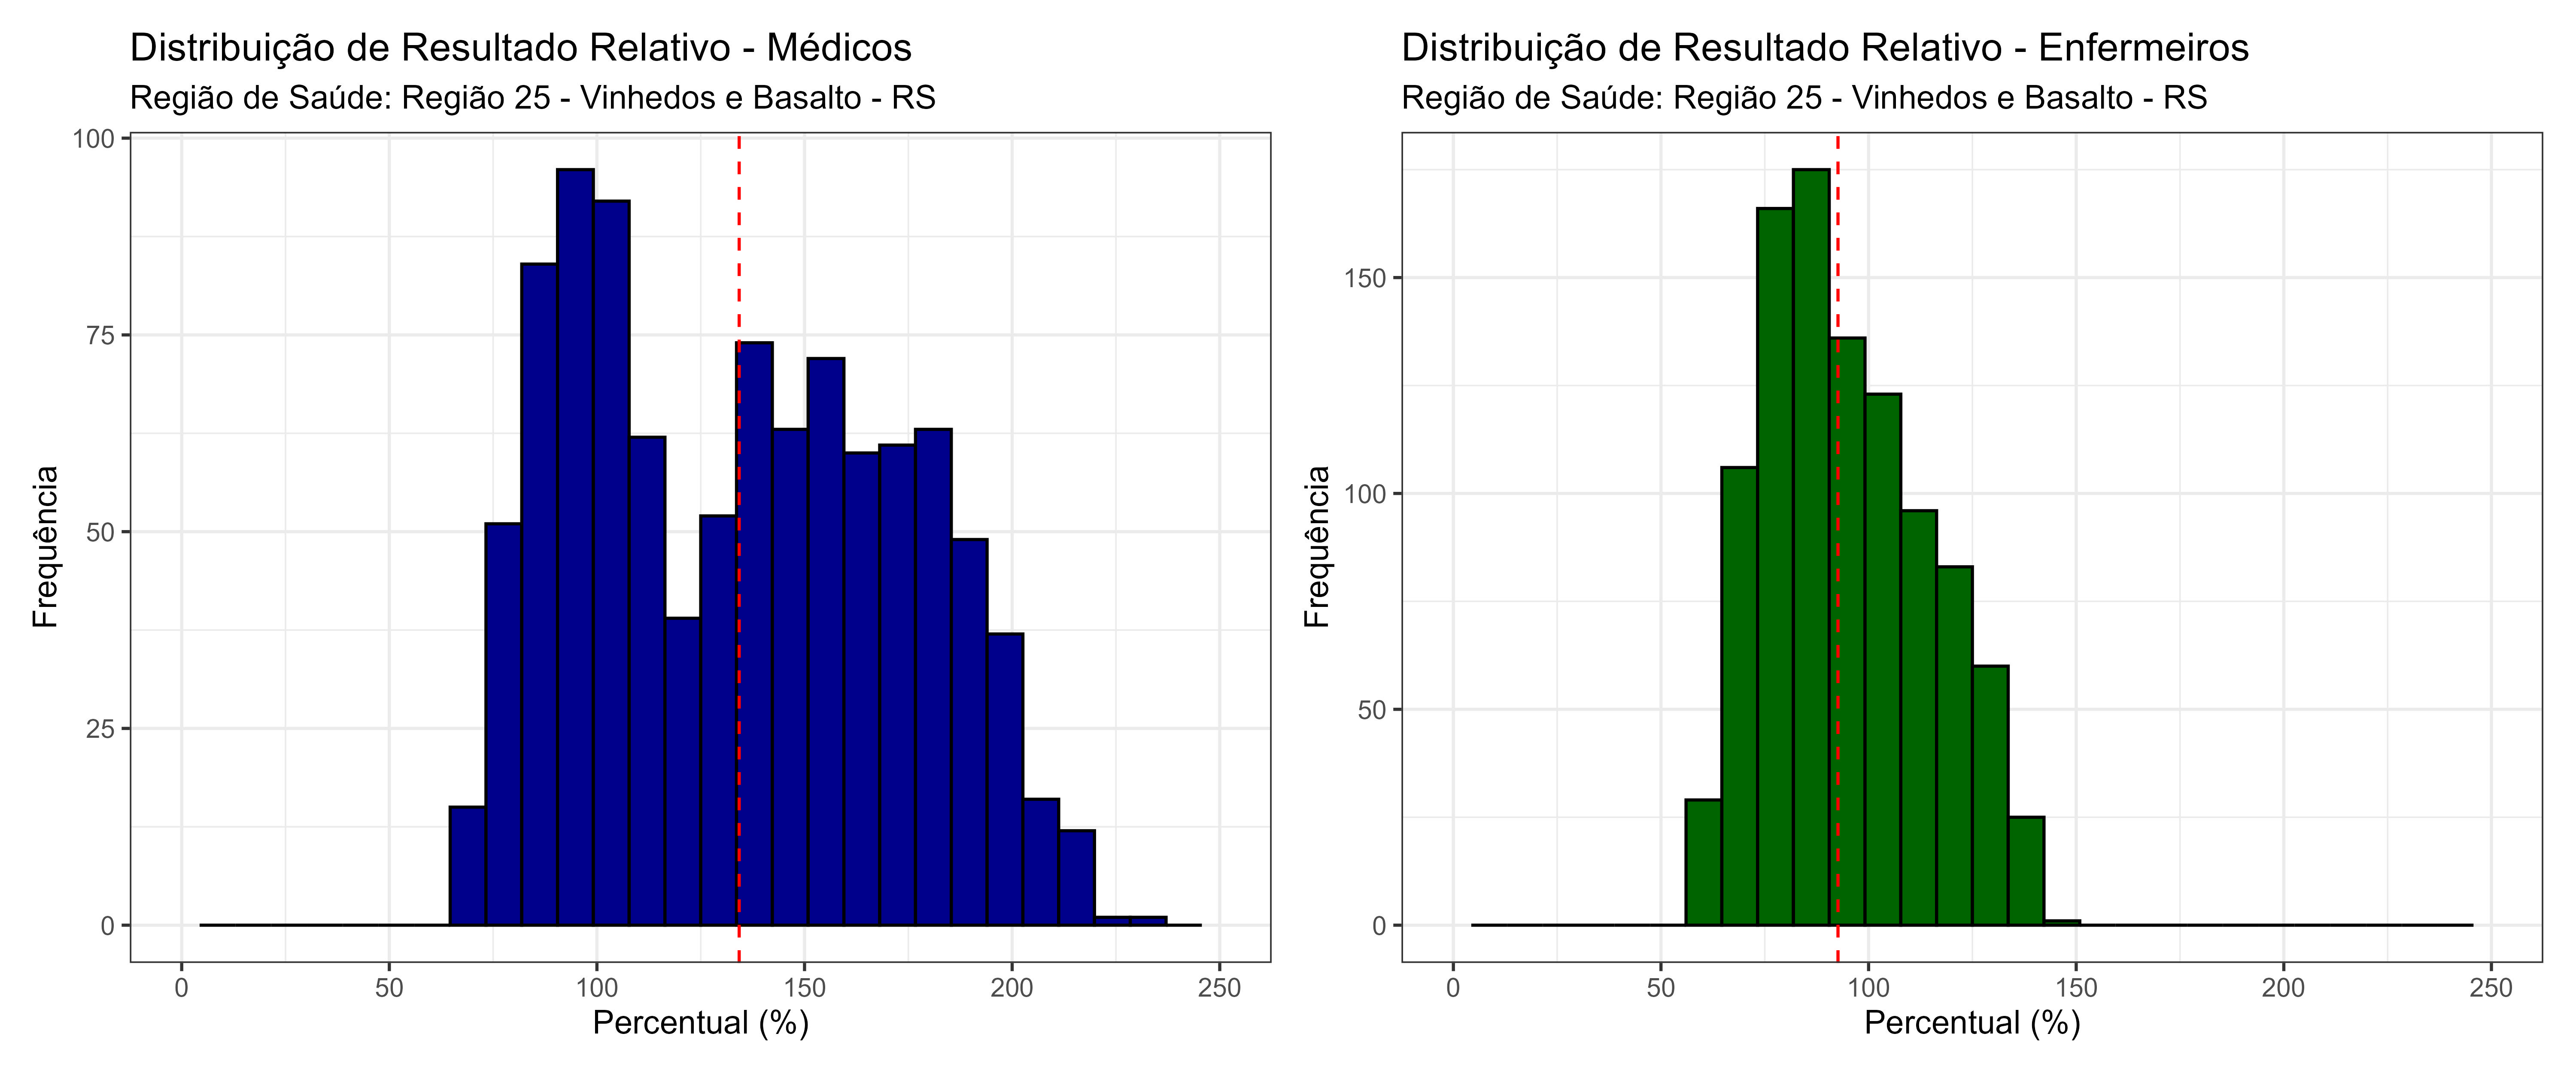 Distribuição de Resultado Relativo - Médicos
Região de Saúde: Região 25 - Vinhedos e Basalto - RS
100
75
50
25
0
Frequência
0 50 100 150 200 250
Percentual (%)
Distribuição de Resultado Relativo - Enfermeiros
Região de Saúde: Região 25 - Vinhedos e Basalto - RS
150
100
50
0
Frequência
0 50 100 150 200 250
Percentual (%)